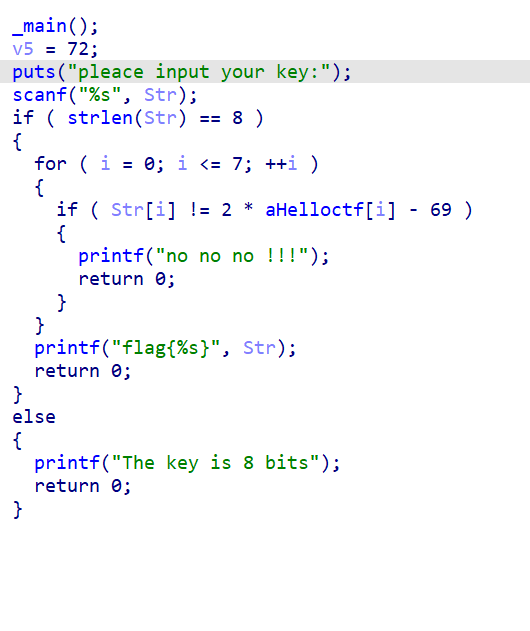 _main();
v5 = 72;
puts("pleace input your key:");
scanf("%s", Str);
if ( strlen(Str) == 8 )
{
for ( i = 0; i <= 7; ++i )
{
if ( Str[i] != 2 * aHelloctf[i] - 69 )
{
printf("no no no !!!");
return 0;
}
}
printf("flag{%s}", Str);
return 0;
}
else
{
printf("The key is 8 bits");
return 0;
}